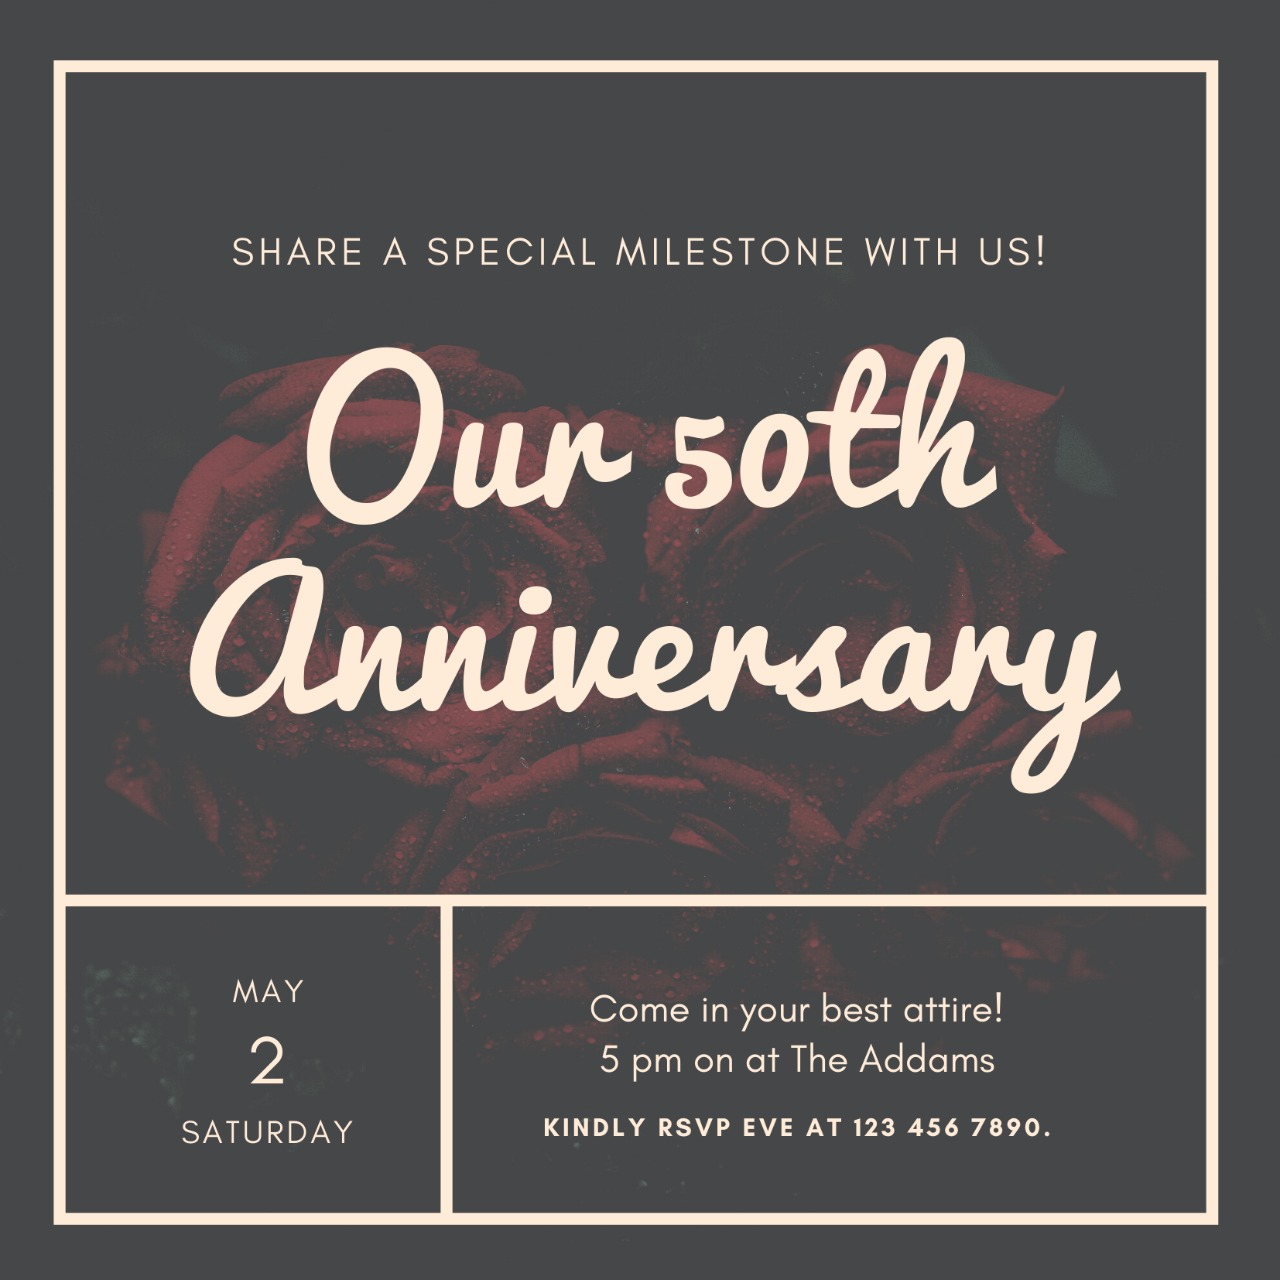 SHARE A SPECIAL MILESTONE WITH US!
Our 50th
Anniversary
MAY
2
SATURDAY
Come in your best attire!
5 pm on at The Addams
KINDLY RSVP EVE AT 123 456 7890.